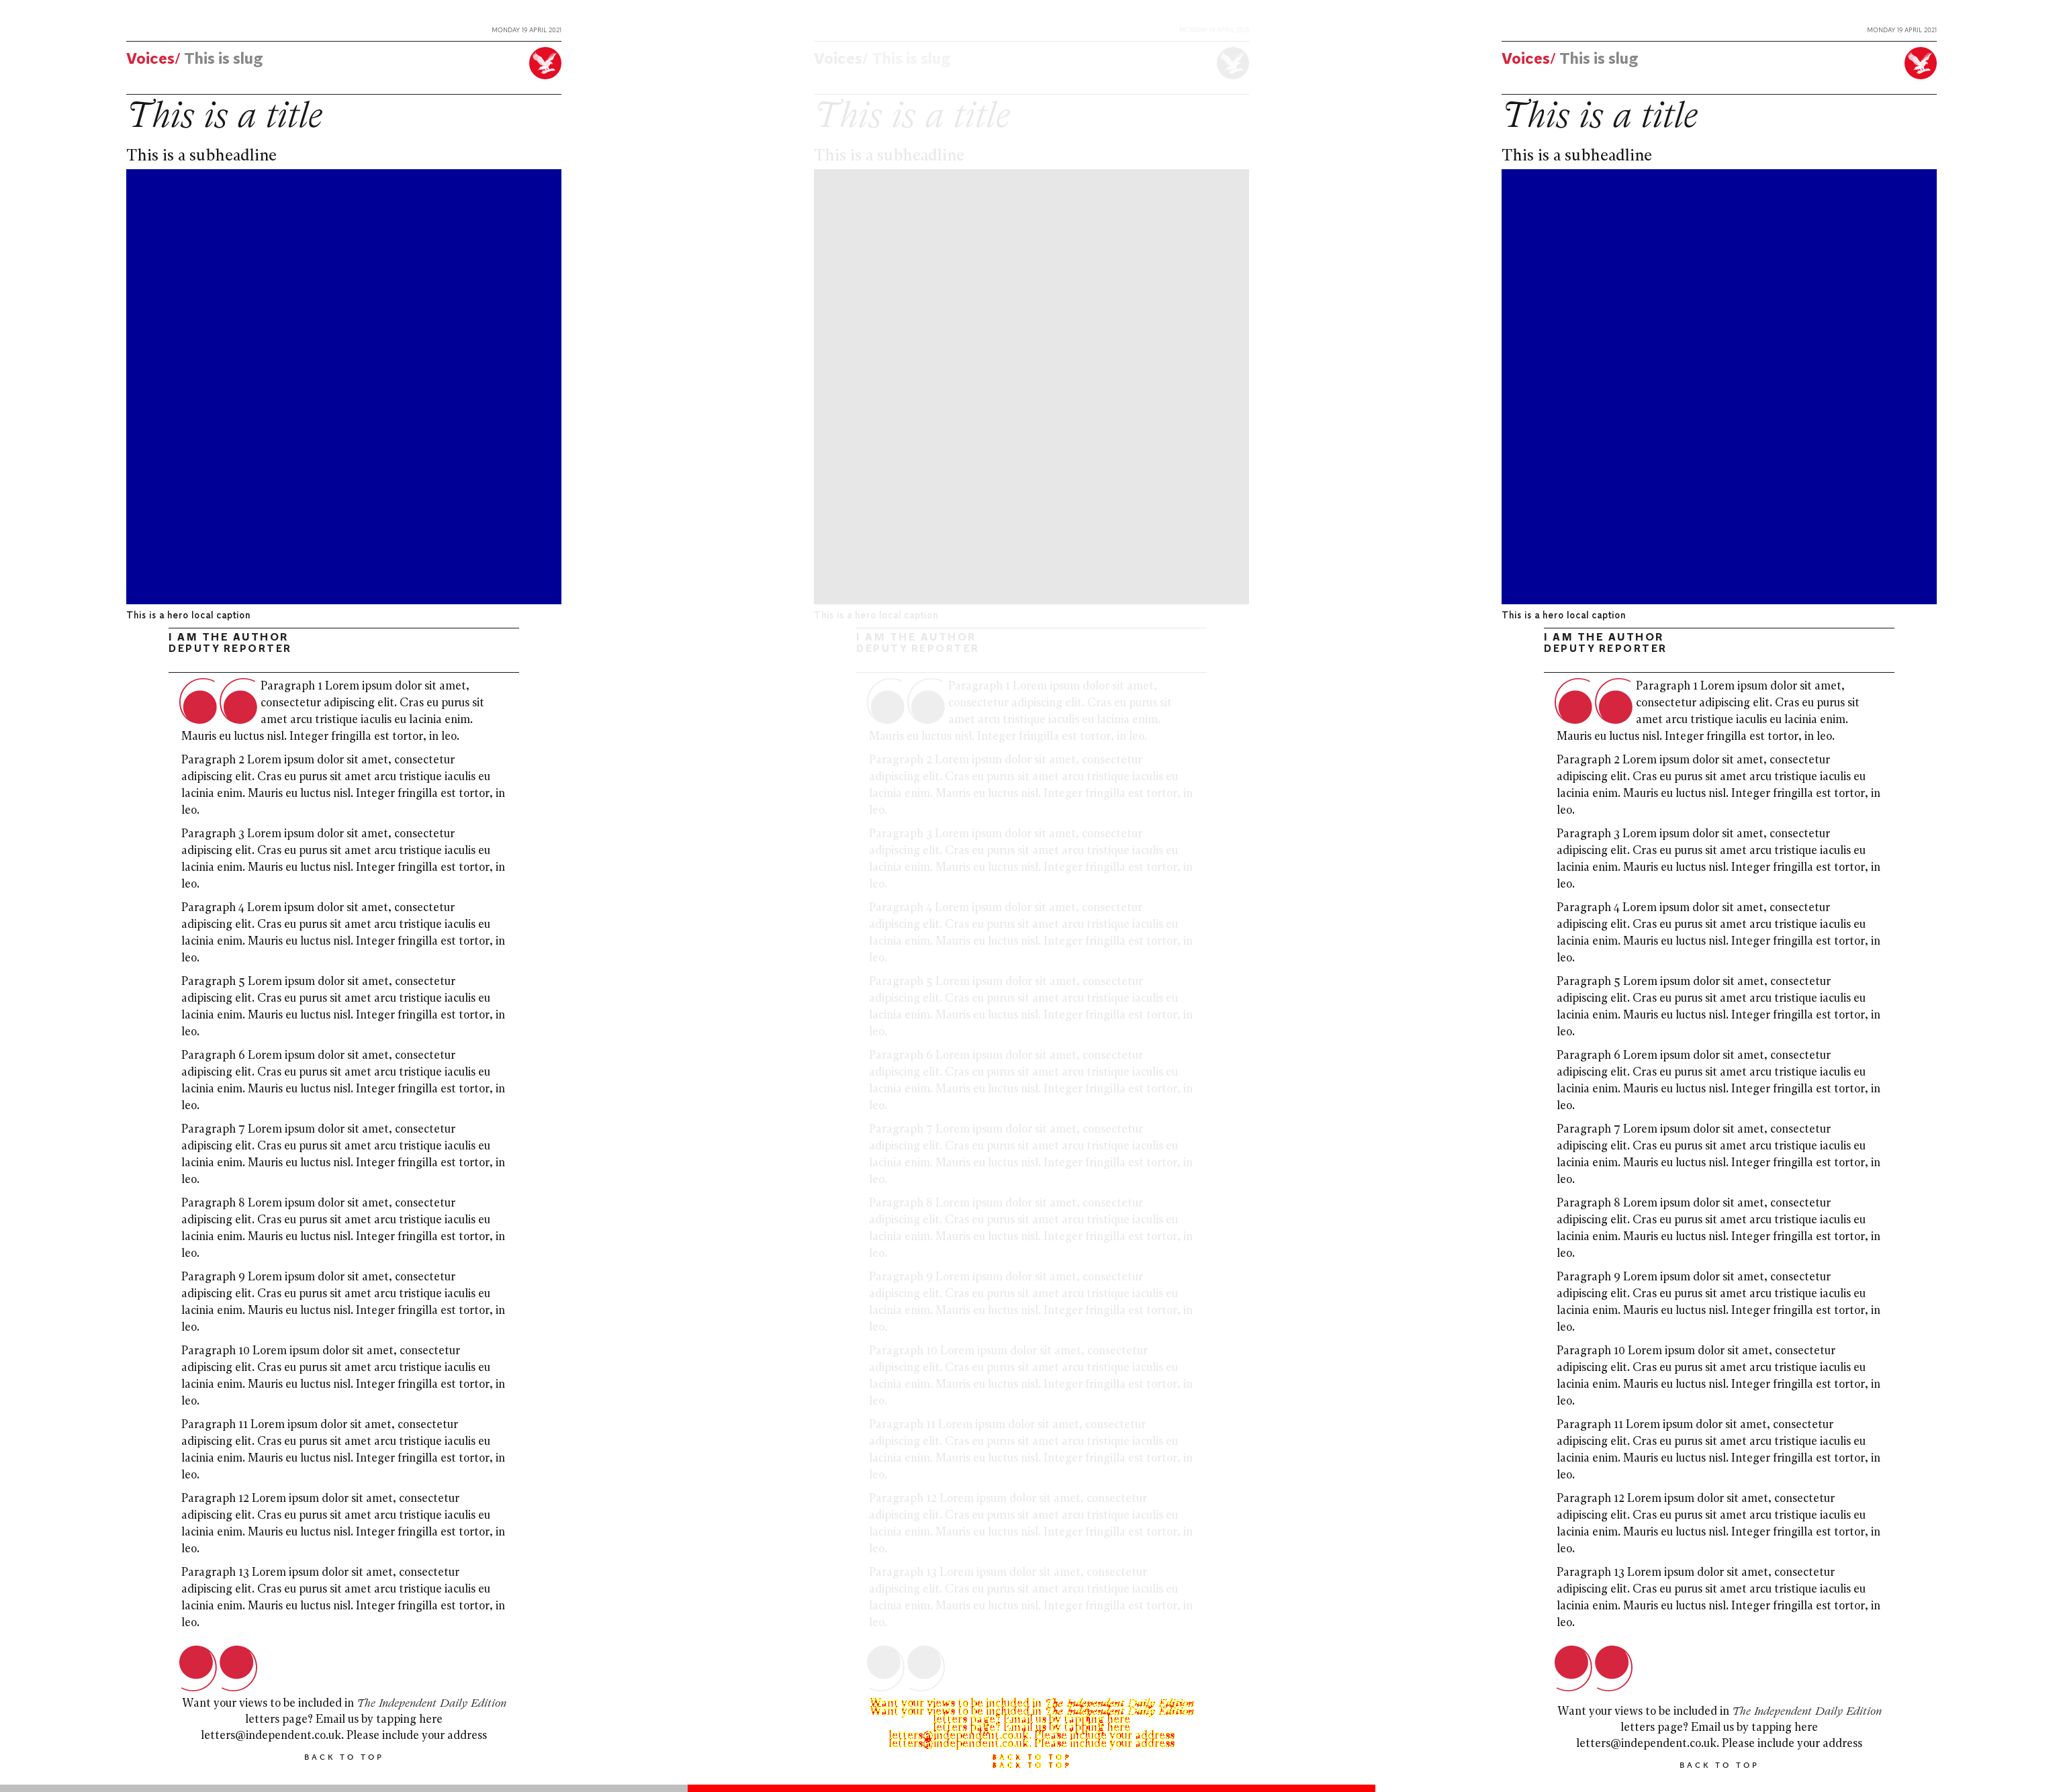 MONDAY 19 APRIL 2021
Voices/ This is slug
This is a title
This is a subheadline
This is a hero local caption
I AM THE AUTHOR
DEPUTY REPORTER
Paragraph 1 Lorem ipsum dolor sit amet,
consectetur adipiscing elit. Cras eu purus sit
amet arcu tristique iaculis eu lacinia enim.
Mauris eu luctus nisl. Integer fringilla est tortor, in leo.
Paragraph 2 Lorem ipsum dolor sit amet, consectetur
adipiscing elit. Cras eu purus sit amet arcu tristique iaculis eu
lacinia enim. Mauris eu luctus nisl. Integer fringilla est tortor, in
leo.
Paragraph 3 Lorem ipsum dolor sit amet, consectetur
adipiscing elit. Cras eu purus sit amet arcu tristique iaculis eu
lacinia enim. Mauris eu luctus nisl. Integer fringilla est tortor, in
leo.
Paragraph 4 Lorem ipsum dolor sit amet, consectetur
adipiscing elit. Cras eu purus sit amet arcu tristique iaculis eu
lacinia enim. Mauris eu luctus nisl. Integer fringilla est tortor, in
leo.
Paragraph 5 Lorem ipsum dolor sit amet, consectetur
adipiscing elit. Cras eu purus sit amet arcu tristique iaculis eu
lacinia enim. Mauris eu luctus nisl. Integer fringilla est tortor, in
leo.
Paragraph 6 Lorem ipsum dolor sit amet, consectetur
adipiscing elit. Cras eu purus sit amet arcu tristique iaculis eu
lacinia enim. Mauris eu luctus nisl. Integer fringilla est tortor, in
leo.
Paragraph 7 Lorem ipsum dolor sit amet, consectetur
adipiscing elit. Cras eu purus sit amet arcu tristique iaculis eu
lacinia enim. Mauris eu luctus nisl. Integer fringilla est tortor, in
leo.
Paragraph 8 Lorem ipsum dolor sit amet, consectetur
adipiscing elit. Cras eu purus sit amet arcu tristique iaculis eu
lacinia enim. Mauris eu luctus nisl. Integer fringilla est tortor, in
leo.
Paragraph 9 Lorem ipsum dolor sit amet, consectetur
adipiscing elit. Cras eu purus sit amet arcu tristique iaculis eu
lacinia enim. Mauris eu luctus nisl. Integer fringilla est tortor, in
leo.
Paragraph 10 Lorem ipsum dolor sit amet, consectetur
adipiscing elit. Cras eu purus sit amet arcu tristique iaculis eu
lacinia enim. Mauris eu luctus nisl. Integer fringilla est tortor, in
leo.
Paragraph 11 Lorem ipsum dolor sit amet, consectetur
adipiscing elit. Cras eu purus sit amet arcu tristique iaculis eu
lacinia enim. Mauris eu luctus nisl. Integer fringilla est tortor, in
leo.
Paragraph 12 Lorem ipsum dolor sit amet, consectetur
adipiscing elit. Cras eu purus sit amet arcu tristique iaculis eu
lacinia enim. Mauris eu luctus nisl. Integer fringilla est tortor, in
leo.
Paragraph 13 Lorem ipsum dolor sit amet, consectetur
adipiscing elit. Cras eu purus sit amet arcu tristique iaculis eu
lacinia enim. Mauris eu luctus nisl. Integer fringilla est tortor, in
leo.
Want your views to be included in The Independent Daily Edition
letters page? Email us by tapping here
letters@independent.co.uk. Please include your address
BACK TO TOP
MONDAY 19 APRIL 2021
Voices/ This is slug
This is a title
This is a subheadline
This is a hero local caption
I AM THE AUTHOR
DEPUTY REPORTER
Paragraph 1 Lorem ipsum dolor sit amet,
consectetur adipiscing elit. Cras eu purus sit
amet arcu tristique iaculis eu lacinia enim.
Mauris eu luctus nisl. Integer fringilla est tortor, in leo.
Paragraph 2 Lorem ipsum dolor sit amet, consectetur
adipiscing elit. Cras eu purus sit amet arcu tristique iaculis eu
lacinia enim. Mauris eu luctus nisl. Integer fringilla est tortor, in
leo.
Paragraph 3 Lorem ipsum dolor sit amet, consectetur
adipiscing elit. Cras eu purus sit amet arcu tristique iaculis eu
lacinia enim. Mauris eu luctus nisl. Integer fringilla est tortor, in
leo.
Paragraph 4 Lorem ipsum dolor sit amet, consectetur
adipiscing elit. Cras eu purus sit amet arcu tristique iaculis eu
lacinia enim. Mauris eu luctus nisl. Integer fringilla est tortor, in
leo.
Paragraph 5 Lorem ipsum dolor sit amet, consectetur
adipiscing elit. Cras eu purus sit amet arcu tristique iaculis eu
lacinia enim. Mauris eu luctus nisl. Integer fringilla est tortor, in
leo.
Paragraph 6 Lorem ipsum dolor sit amet, consectetur
adipiscing elit. Cras eu purus sit amet arcu tristique iaculis eu
lacinia enim. Mauris eu luctus nisl. Integer fringilla est tortor, in
leo.
Paragraph 7 Lorem ipsum dolor sit amet, consectetur
adipiscing elit. Cras eu purus sit amet arcu tristique iaculis eu
lacinia enim. Mauris eu luctus nisl. Integer fringilla est tortor, in
leo.
Paragraph 8 Lorem ipsum dolor sit amet, consectetur
adipiscing elit. Cras eu purus sit amet arcu tristique iaculis eu
lacinia enim. Mauris eu luctus nisl. Integer fringilla est tortor, in
leo.
Paragraph 9 Lorem ipsum dolor sit amet, consectetur
adipiscing elit. Cras eu purus sit amet arcu tristique iaculis eu
lacinia enim. Mauris eu luctus nisl. Integer fringilla est tortor, in
leo.
Paragraph 10 Lorem ipsum dolor sit amet, consectetur
adipiscing elit. Cras eu purus sit amet arcu tristique iaculis eu
lacinia enim. Mauris eu luctus nisl. Integer fringilla est tortor, in
leo.
Paragraph 11 Lorem ipsum dolor sit amet, consectetur
adipiscing elit. Cras eu purus sit amet arcu tristique iaculis eu
lacinia enim. Mauris eu luctus nisl. Integer fringilla est tortor, in
leo.
Paragraph 12 Lorem ipsum dolor sit amet, consectetur
adipiscing elit. Cras eu purus sit amet arcu tristique iaculis eu
lacinia enim. Mauris eu luctus nisl. Integer fringilla est tortor, in
leo.
Paragraph 13 Lorem ipsum dolor sit amet, consectetur
adipiscing elit. Cras eu purus sit amet arcu tristique iaculis eu
lacinia enim. Mauris eu luctus nisl. Integer fringilla est tortor, in
leo.
Want your views to be included in The Independent Daily Edition
Want your views to be included in The Independent Daily Edition
letters page? Email us by tapping here
letters page? Email us by tapping here
letters@independent.co.uk. Please include your address
letters@independent.co.uk. Please include your address
BACK TO TOP
BACK TO TOP
MONDAY 19 APRIL 2021
Voices/ This is slug
This is a title
This is a subheadline
This is a hero local caption
I AM THE AUTHOR
DEPUTY REPORTER
Paragraph 1 Lorem ipsum dolor sit amet,
consectetur adipiscing elit. Cras eu purus sit
amet arcu tristique iaculis eu lacinia enim.
Mauris eu luctus nisl. Integer fringilla est tortor, in leo.
Paragraph 2 Lorem ipsum dolor sit amet, consectetur
adipiscing elit. Cras eu purus sit amet arcu tristique iaculis eu
lacinia enim. Mauris eu luctus nisl. Integer fringilla est tortor, in
leo.
Paragraph 3 Lorem ipsum dolor sit amet, consectetur
adipiscing elit. Cras eu purus sit amet arcu tristique iaculis eu
lacinia enim. Mauris eu luctus nisl. Integer fringilla est tortor, in
leo.
Paragraph 4 Lorem ipsum dolor sit amet, consectetur
adipiscing elit. Cras eu purus sit amet arcu tristique iaculis eu
lacinia enim. Mauris eu luctus nisl. Integer fringilla est tortor, in
leo.
Paragraph 5 Lorem ipsum dolor sit amet, consectetur
adipiscing elit. Cras eu purus sit amet arcu tristique iaculis eu
lacinia enim. Mauris eu luctus nisl. Integer fringilla est tortor, in
leo.
Paragraph 6 Lorem ipsum dolor sit amet, consectetur
adipiscing elit. Cras eu purus sit amet arcu tristique iaculis eu
lacinia enim. Mauris eu luctus nisl. Integer fringilla est tortor, in
leo.
Paragraph 7 Lorem ipsum dolor sit amet, consectetur
adipiscing elit. Cras eu purus sit amet arcu tristique iaculis eu
lacinia enim. Mauris eu luctus nisl. Integer fringilla est tortor, in
leo.
Paragraph 8 Lorem ipsum dolor sit amet, consectetur
adipiscing elit. Cras eu purus sit amet arcu tristique iaculis eu
lacinia enim. Mauris eu luctus nisl. Integer fringilla est tortor, in
leo.
Paragraph 9 Lorem ipsum dolor sit amet, consectetur
adipiscing elit. Cras eu purus sit amet arcu tristique iaculis eu
lacinia enim. Mauris eu luctus nisl. Integer fringilla est tortor, in
leo.
Paragraph 10 Lorem ipsum dolor sit amet, consectetur
adipiscing elit. Cras eu purus sit amet arcu tristique iaculis eu
lacinia enim. Mauris eu luctus nisl. Integer fringilla est tortor, in
leo.
Paragraph 11 Lorem ipsum dolor sit amet, consectetur
adipiscing elit. Cras eu purus sit amet arcu tristique iaculis eu
lacinia enim. Mauris eu luctus nisl. Integer fringilla est tortor, in
leo.
Paragraph 12 Lorem ipsum dolor sit amet, consectetur
adipiscing elit. Cras eu purus sit amet arcu tristique iaculis eu
lacinia enim. Mauris eu luctus nisl. Integer fringilla est tortor, in
leo.
Paragraph 13 Lorem ipsum dolor sit amet, consectetur
adipiscing elit. Cras eu purus sit amet arcu tristique iaculis eu
lacinia enim. Mauris eu luctus nisl. Integer fringilla est tortor, in
leo.
Want your views to be included in The Independent Daily Edition
letters page? Email us by tapping here
letters@independent.co.uk. Please include your address
BACK TO TOP